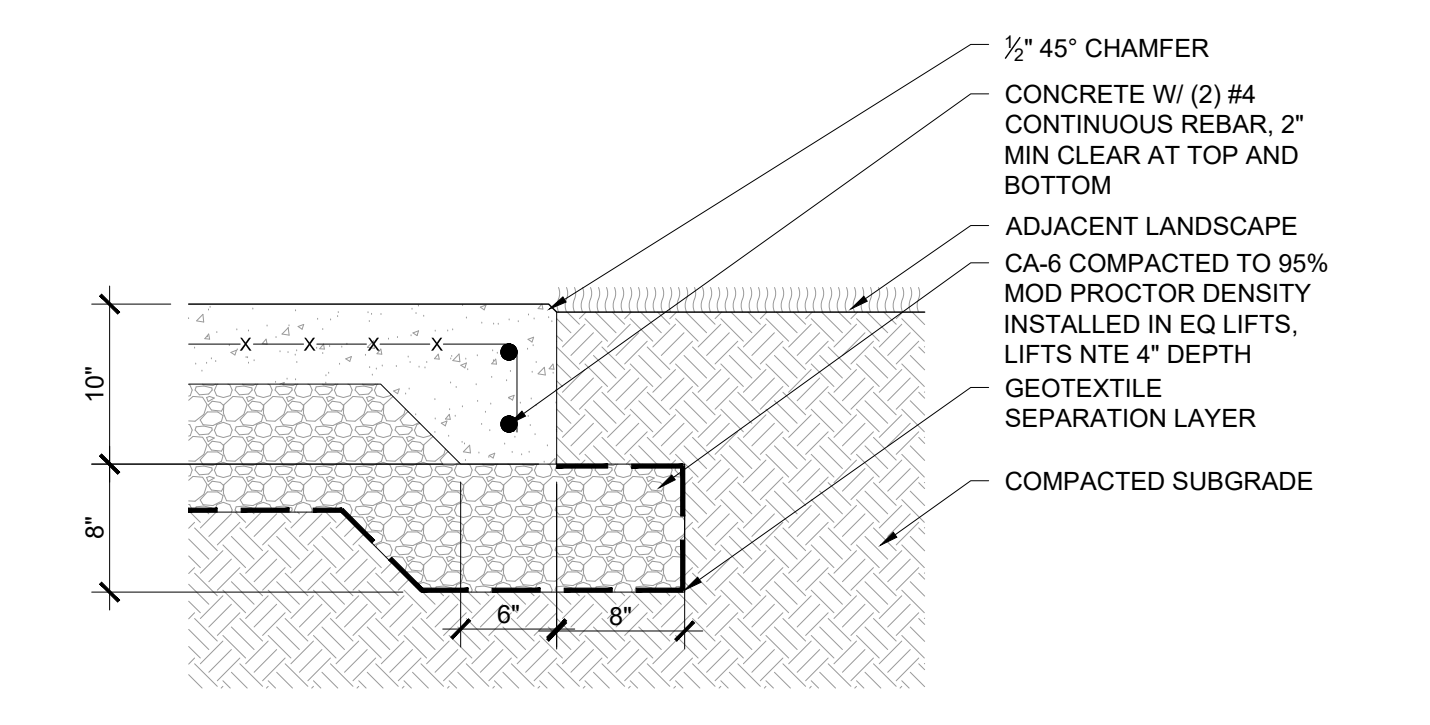 ½" 45° CHAMFER
CONCRETE W/ (2) #4
CONTINUOUS REBAR, 2"
MIN CLEAR AT TOP AND
BOTTOM
ADJACENT LANDSCAPE
CA-6 COMPACTED TO 95%
MOD PROCTOR DENSITY
INSTALLED IN EQ LIFTS,
LIFTS NTE 4" DEPTH
GEOTEXTILE
SEPARATION LAYER
COMPACTED SUBGRADE
10"
X X X X
8"
6"
8"